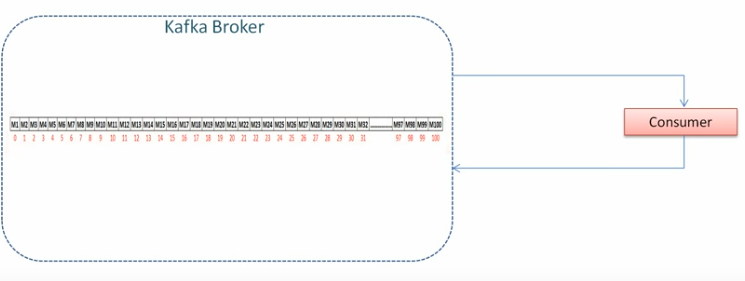 Kafka Broker
M1 M2 M3 M4 M5 M6 M7 M8 M9 M10 M11 M12 M13 M14 M15 M16 M17 M18 M19 M20 M21 M22 M23 M24 M25 M26 M27 M28 M29 M30 M31 M32 ............ M97 M98 M99 M100
0 1 2 3 4 5 6 7 8 9 10 11 12 13 14 15 16 17 18 19 20 21 22 23 24 25 26 27 28 29 30 31 97 98 99 100
Consumer